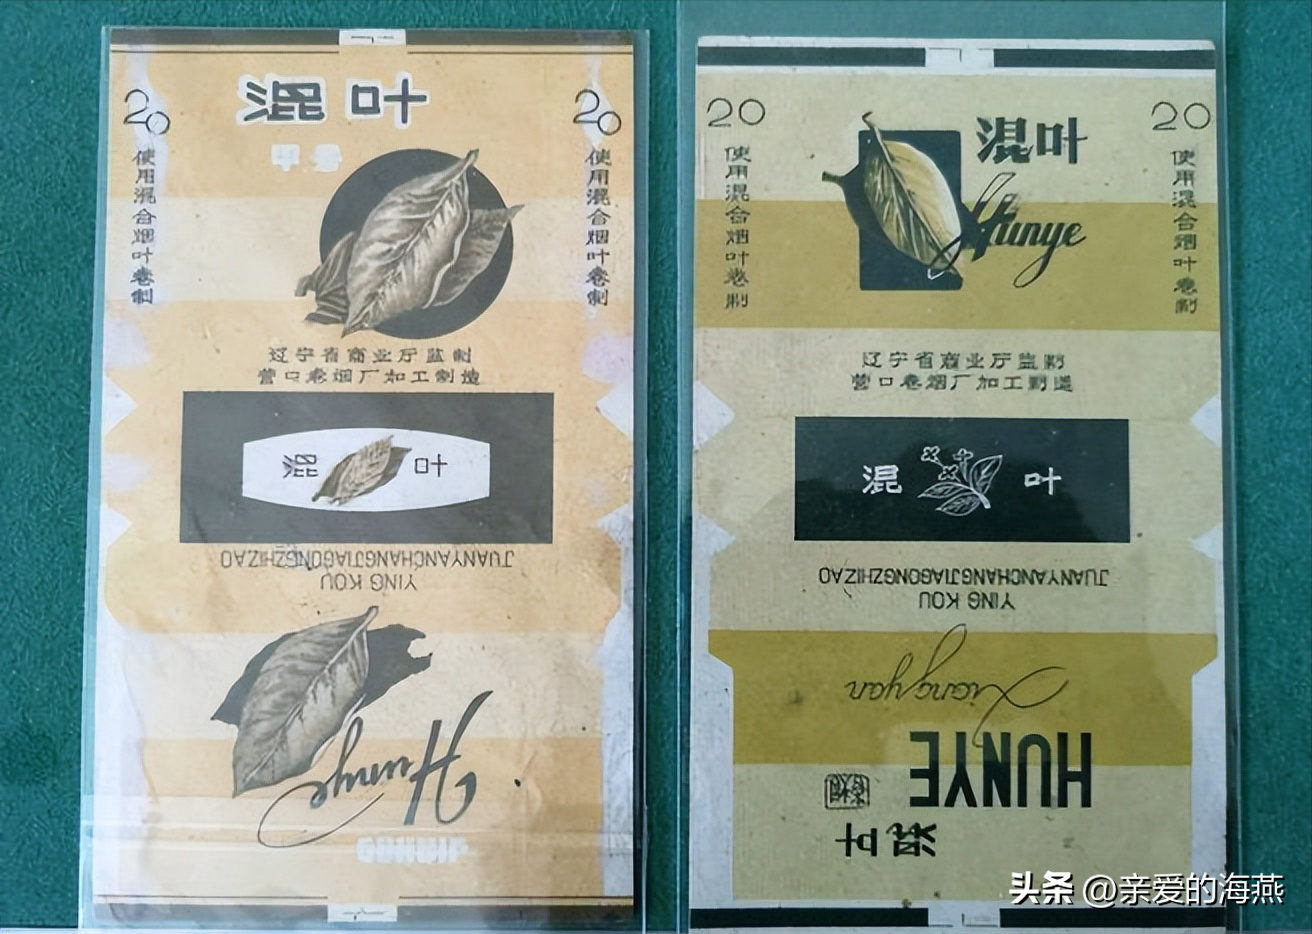 混叶
20
20
使用混合烟叶卷制
使用混合烟叶卷制
辽宁省商业厅监制
营口卷烟厂加工制造
混 叶
YING KOU
JUANYANCHANGJIAGONGZHIZAO
Hunye
20
20
混叶
Hunye
使用混合烟叶卷制
使用混合烟叶卷制
辽宁省商业厅监制
营口卷烟厂加工制造
混 叶
YING KOU
JUANYANCHANGJIAGONGZHIZAO
Xiangyan
HUNYE
混叶
头条 @亲爱的海燕